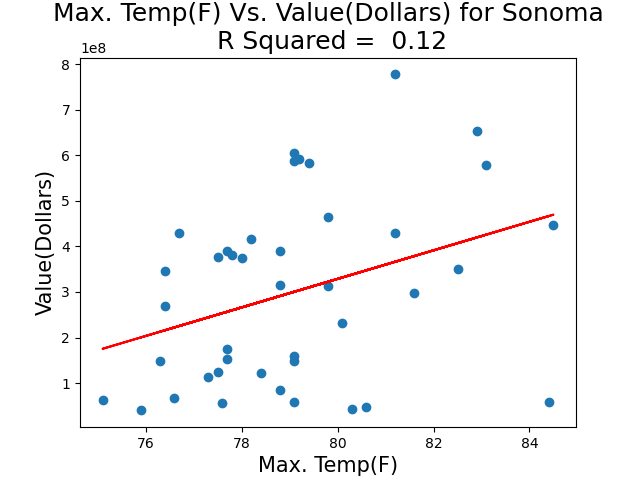 Max. Temp(F) Vs. Value(Dollars) for Sonoma
R Squared =  0.12
1e8
8
7
6
5
4
3
2
1
Value(Dollars)
76 78 80 82 84
Max. Temp(F)